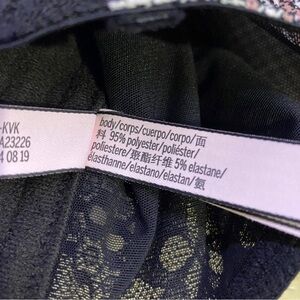 -KVK
A23226
4 08 19
body/corps/cuerpo/corpo/面
料 95% polyester/poliéster/
poliestere/聚酯纤维 5% elastane/
elasthanne/elastano/elastan/氨